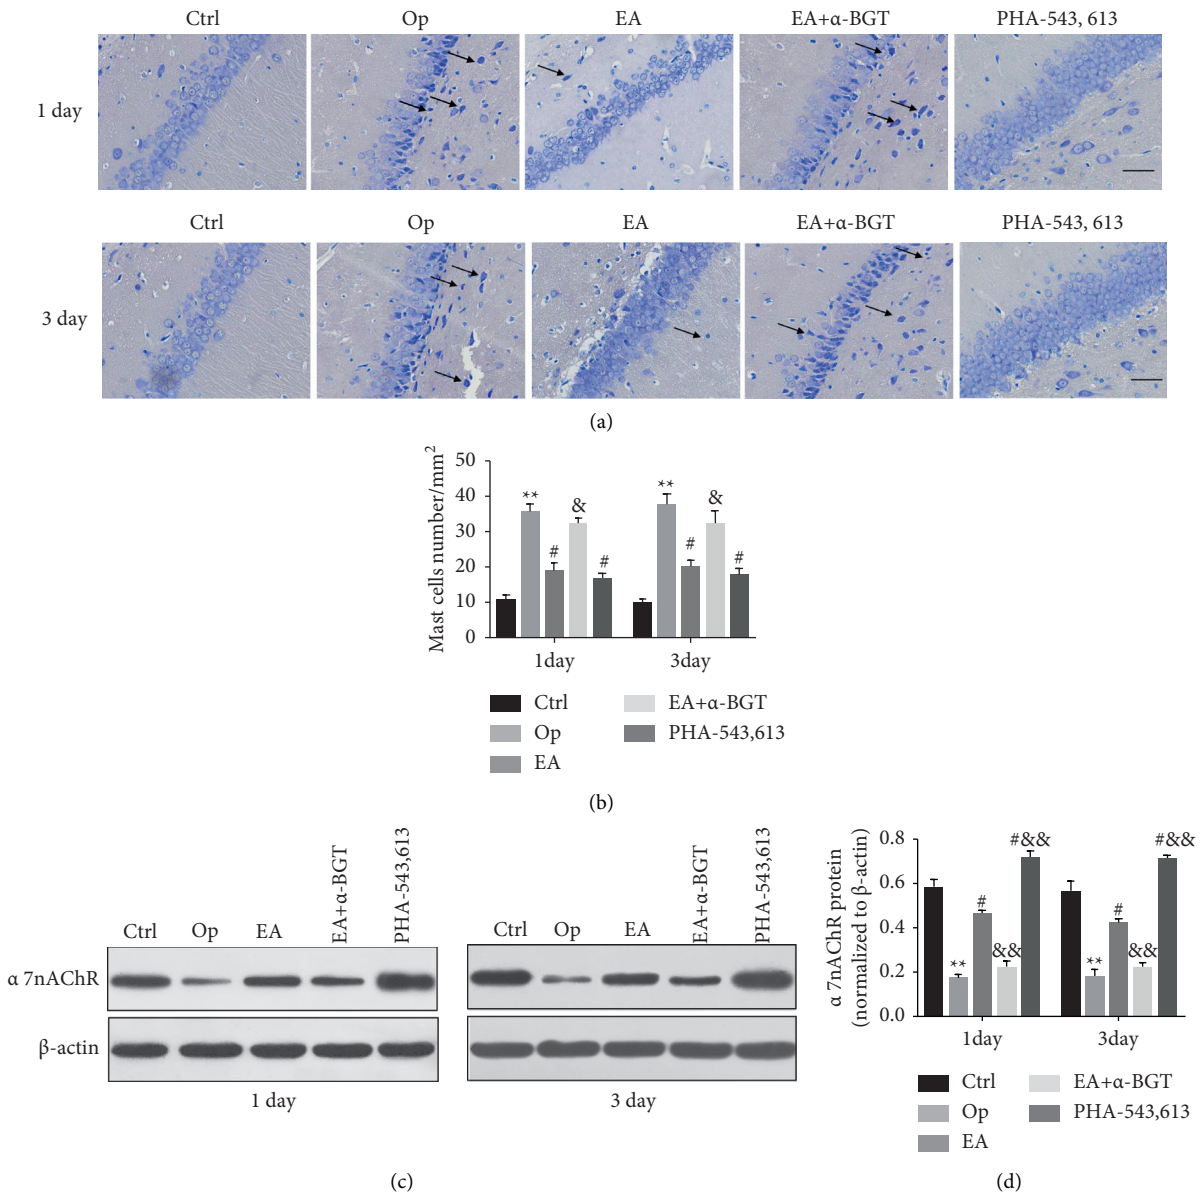 Ctrl Op EA EA+α-BGT PHA-543, 613
1 day
Ctrl Op EA EA+α-BGT PHA-543, 613
3 day
(a)
Mast cells number/mm²
50
40
30
20
10
0
** # & #
** # & #
1day 3day
Ctrl EA+α-BGT
Op PHA-543,613
EA
(b)
Ctrl Op EA EA+α-BGT PHA-543,613
Ctrl Op EA EA+α-BGT PHA-543,613
α 7nAChR
β-actin
1 day 3 day
(c)
α 7nAChR protein
(normalized to β-actin)
0.8
0.6
0.4
0.2
0.0
** # && #&&
** # && #&&
1day 3day
Ctrl EA+α-BGT
Op PHA-543,613
EA
(d)